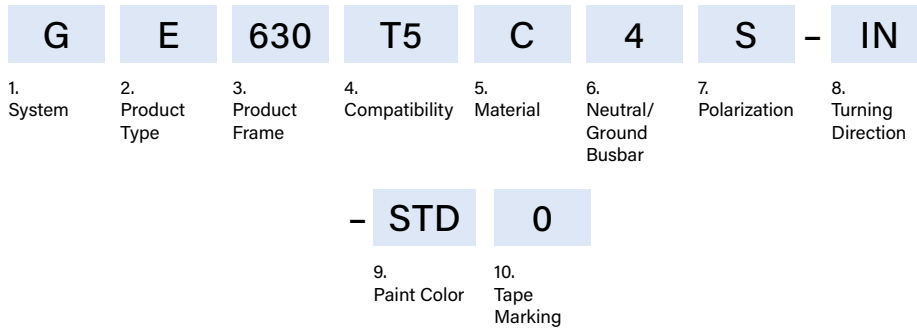 G E 630 T5 C 4 S – IN
1. 2. 3. 4. 5. 6. 7. 8.
System Product Product Compatibility Material Neutral/ Polarization Turning
Type Frame Ground Direction
Busbar
– STD 0
9. 10.
Paint Color Tape
Marking